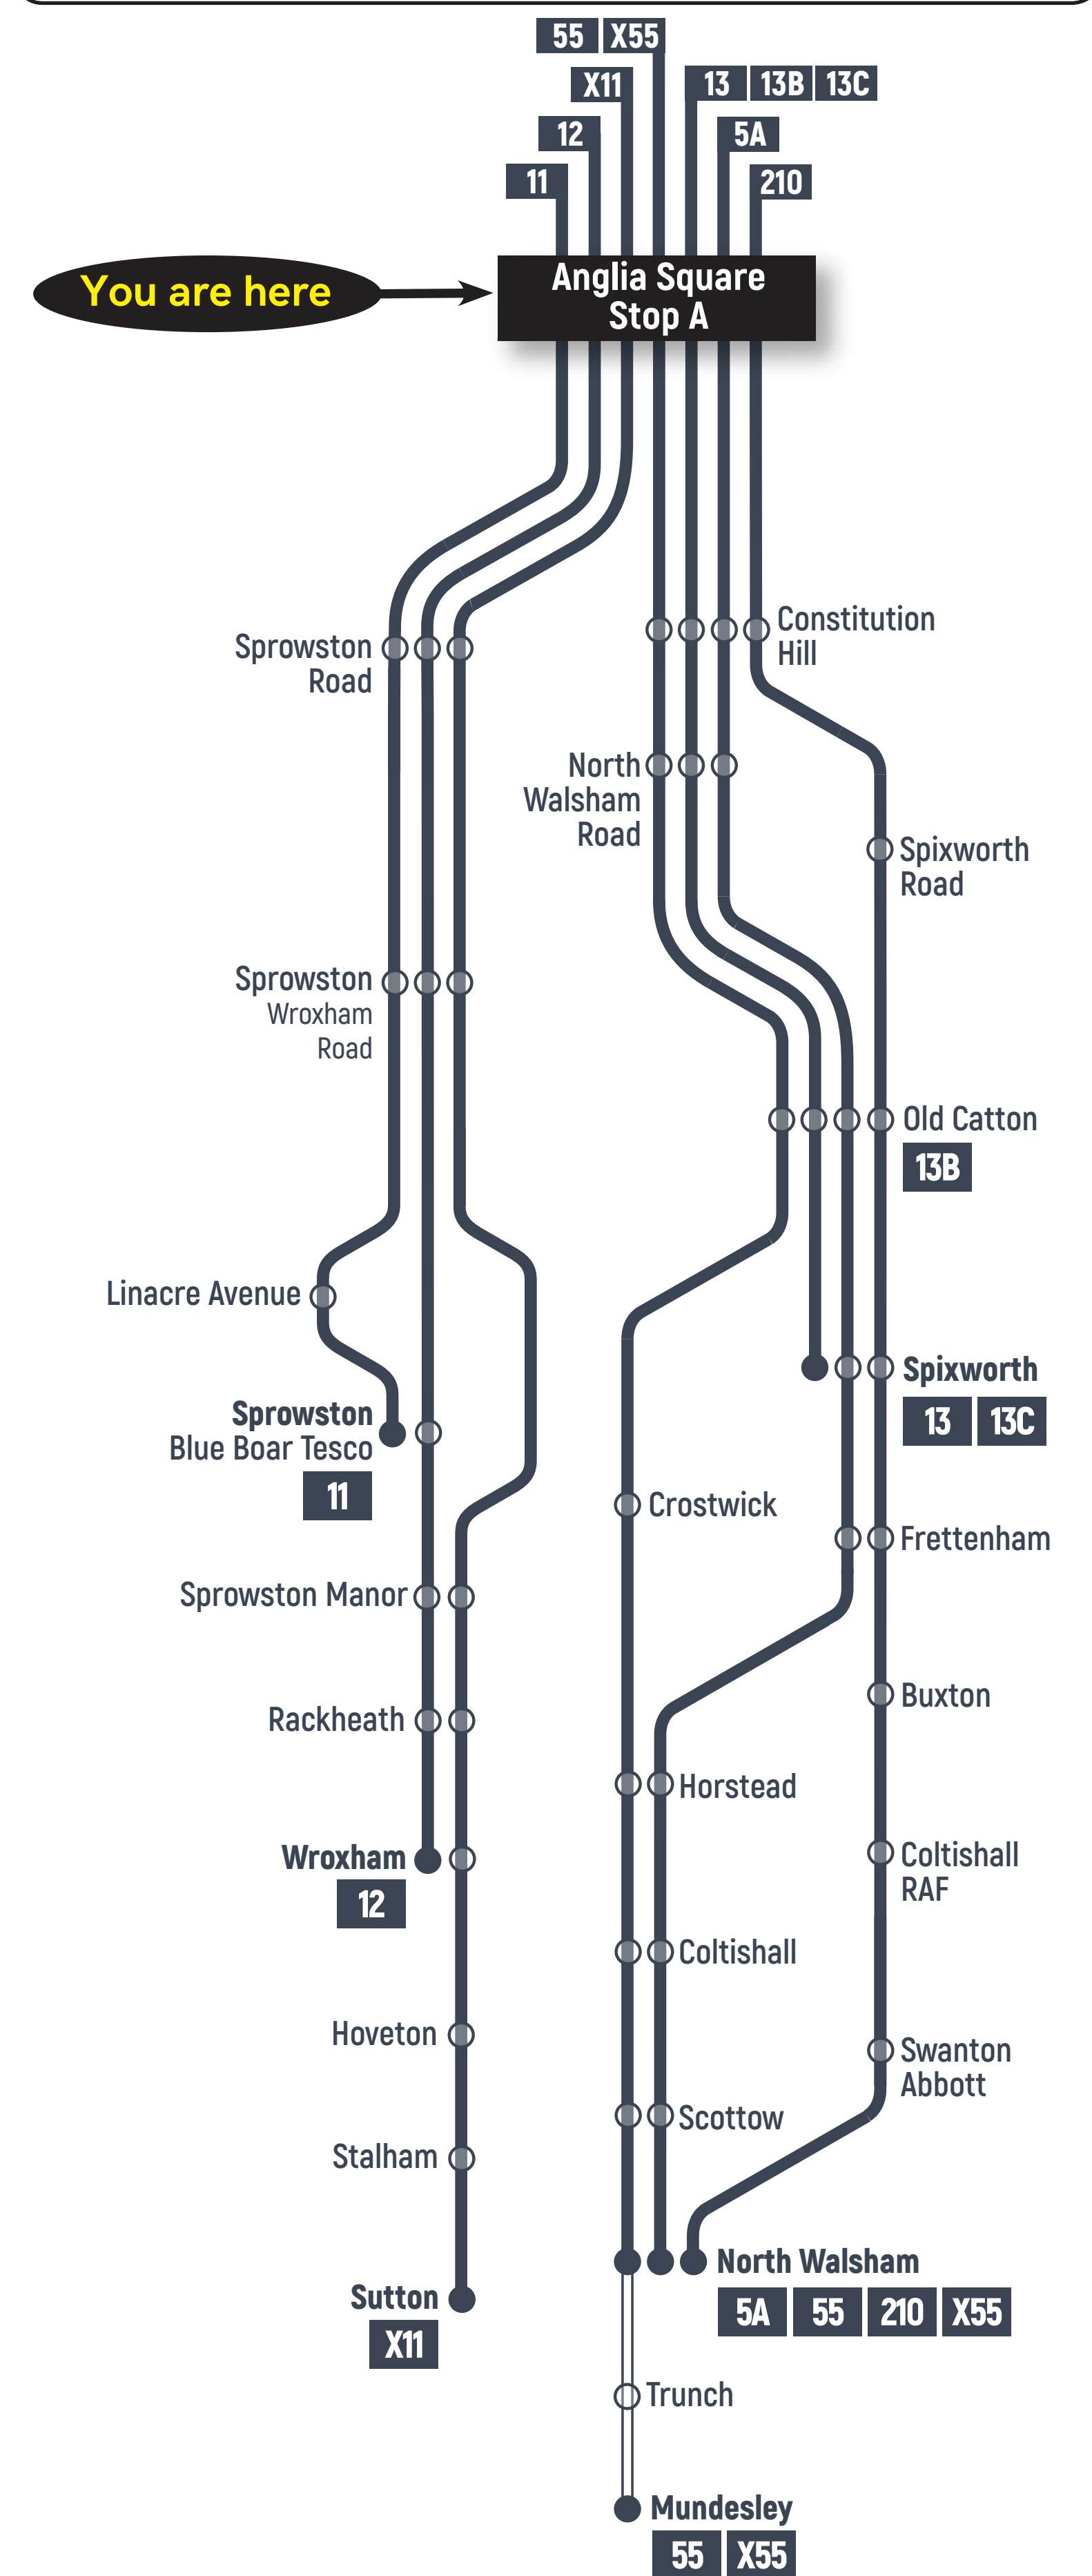 55 X55
X11
13 13B 13C
12
5A
11
210
You are here
Anglia Square
Stop A
Constitution
Hill
Sprowston
Road
North
Walsham
Road
Spixworth
Road
Sprowston
Wroxham
Road
Old Catton
13B
Linacre Avenue
Spixworth
13 13C
Sprowston
Blue Boar Tesco
11
Crostwick
Frettenham
Sprowston Manor
Buxton
Rackheath
Horstead
Wroxham
12
Coltishall
RAF
Coltishall
Hoveton
Swanton
Abbott
Scottow
Stalham
North Walsham
5A 55 210 X55
Sutton
X11
Trunch
Mundesley
55 X55